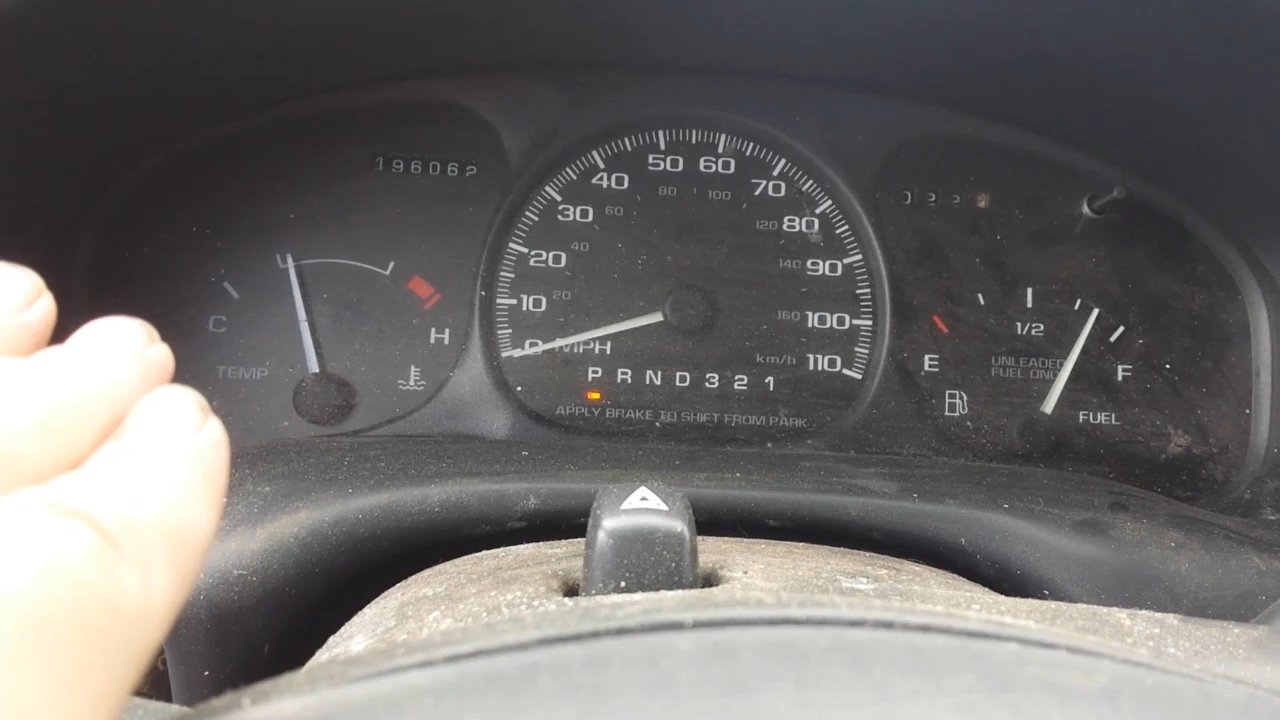 196062
50 60
40 80 100 70
30 60 120 80
20 40 140 90
10 20 160 100
0 MPH km/h 110
P R N D 3 2 1
APPLY BRAKE TO SHIFT FROM PARK
C H
TEMP
1/2
E UNLEADED F
FUEL ONLY
FUEL